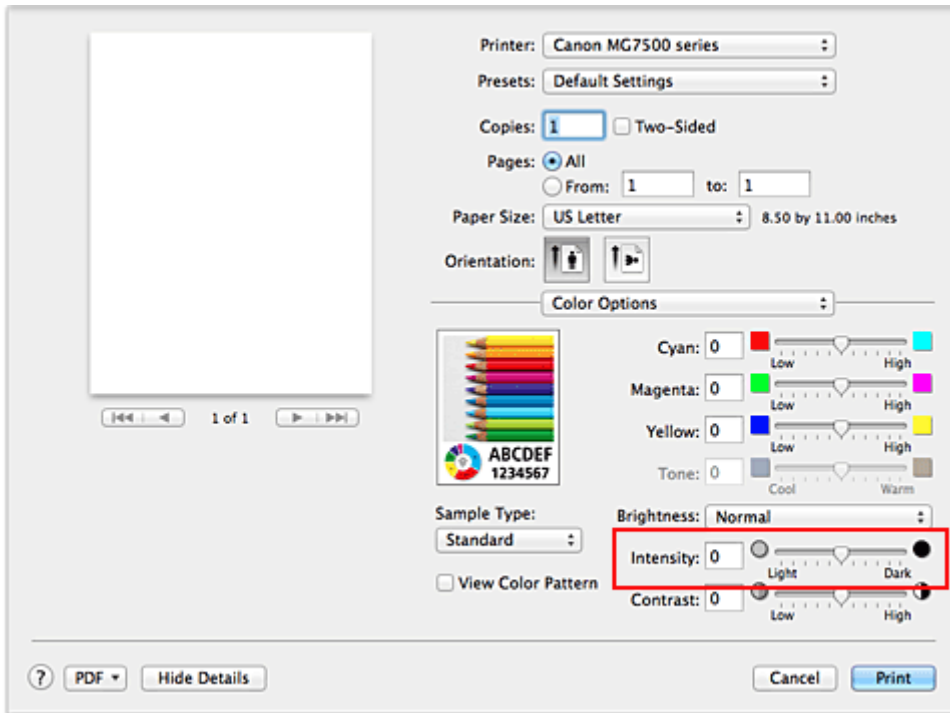 Printer: Canon MG7500 series
Presets: Default Settings
Copies: 1 Two-Sided
Pages: All
From: 1 to: 1
Paper Size: US Letter 8.50 by 11.00 inches
Orientation:
Color Options
1 of 1
ABCDEF
1234567
Cyan: 0
Low High
Magenta: 0
Low High
Yellow: 0
Low High
Tone: 0
Cool Warm
Sample Type:
Standard
View Color Pattern
Brightness: Normal
Intensity: 0
Light Dark
Contrast: 0
Low High
? PDF Hide Details Cancel Print